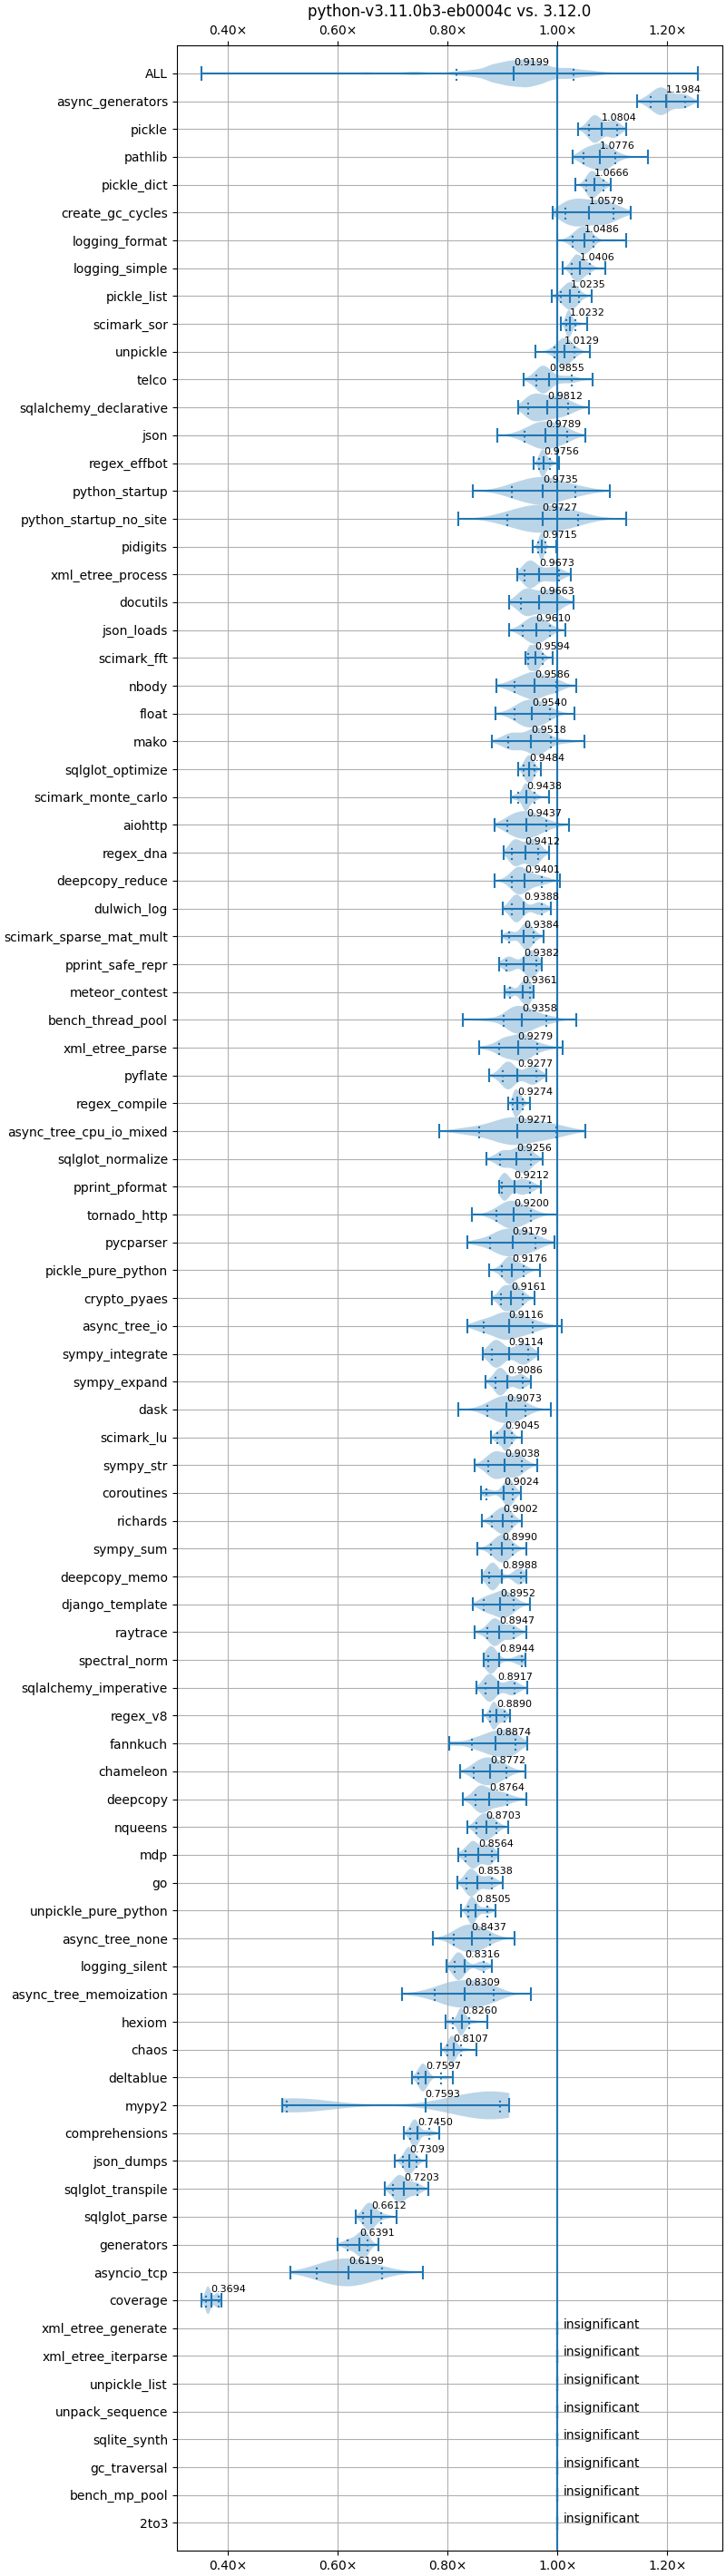 python-v3.11.0b3-eb0004c vs. 3.12.0
0.40× 0.60× 0.80× 1.00× 1.20×
ALL 0.9199
async_generators 1.1984
pickle 1.0804
pathlib 1.0776
pickle_dict 1.0666
create_gc_cycles 1.0579
logging_format 1.0486
logging_simple 1.0406
pickle_list 1.0235
scimark_sor 1.0232
unpickle 1.0129
telco 0.9855
sqlalchemy_declarative 0.9812
json 0.9789
regex_effbot 0.9756
python_startup 0.9735
python_startup_no_site 0.9727
pidigits 0.9715
xml_etree_process 0.9673
docutils 0.9663
json_loads 0.9610
scimark_fft 0.9594
nbody 0.9586
float 0.9540
mako 0.9518
sqlglot_optimize 0.9484
scimark_monte_carlo 0.9438
aiohttp 0.9437
regex_dna 0.9412
deepcopy_reduce 0.9401
dulwich_log 0.9388
scimark_sparse_mat_mult 0.9384
pprint_safe_repr 0.9382
meteor_contest 0.9361
bench_thread_pool 0.9358
xml_etree_parse 0.9279
pyflate 0.9277
regex_compile 0.9274
async_tree_cpu_io_mixed 0.9271
sqlglot_normalize 0.9256
pprint_pformat 0.9212
tornado_http 0.9200
pycparser 0.9179
pickle_pure_python 0.9176
crypto_pyaes 0.9161
async_tree_io 0.9116
sympy_integrate 0.9114
sympy_expand 0.9086
dask 0.9073
scimark_lu 0.9045
sympy_str 0.9038
coroutines 0.9024
richards 0.9002
sympy_sum 0.8990
deepcopy_memo 0.8988
django_template 0.8952
raytrace 0.8947
spectral_norm 0.8944
sqlalchemy_imperative 0.8917
regex_v8 0.8890
fannkuch 0.8874
chameleon 0.8772
deepcopy 0.8764
nqueens 0.8703
mdp 0.8564
go 0.8538
unpickle_pure_python 0.8505
async_tree_none 0.8437
logging_silent 0.8316
async_tree_memoization 0.8309
hexiom 0.8260
chaos 0.8107
deltablue 0.7597
mypy2 0.7593
comprehensions 0.7450
json_dumps 0.7309
sqlglot_transpile 0.7203
sqlglot_parse 0.6612
generators 0.6391
asyncio_tcp 0.6199
coverage 0.3694
xml_etree_generate insignificant
xml_etree_iterparse insignificant
unpickle_list insignificant
unpack_sequence insignificant
sqlite_synth insignificant
gc_traversal insignificant
bench_mp_pool insignificant
2to3 insignificant
0.40× 0.60× 0.80× 1.00× 1.20×